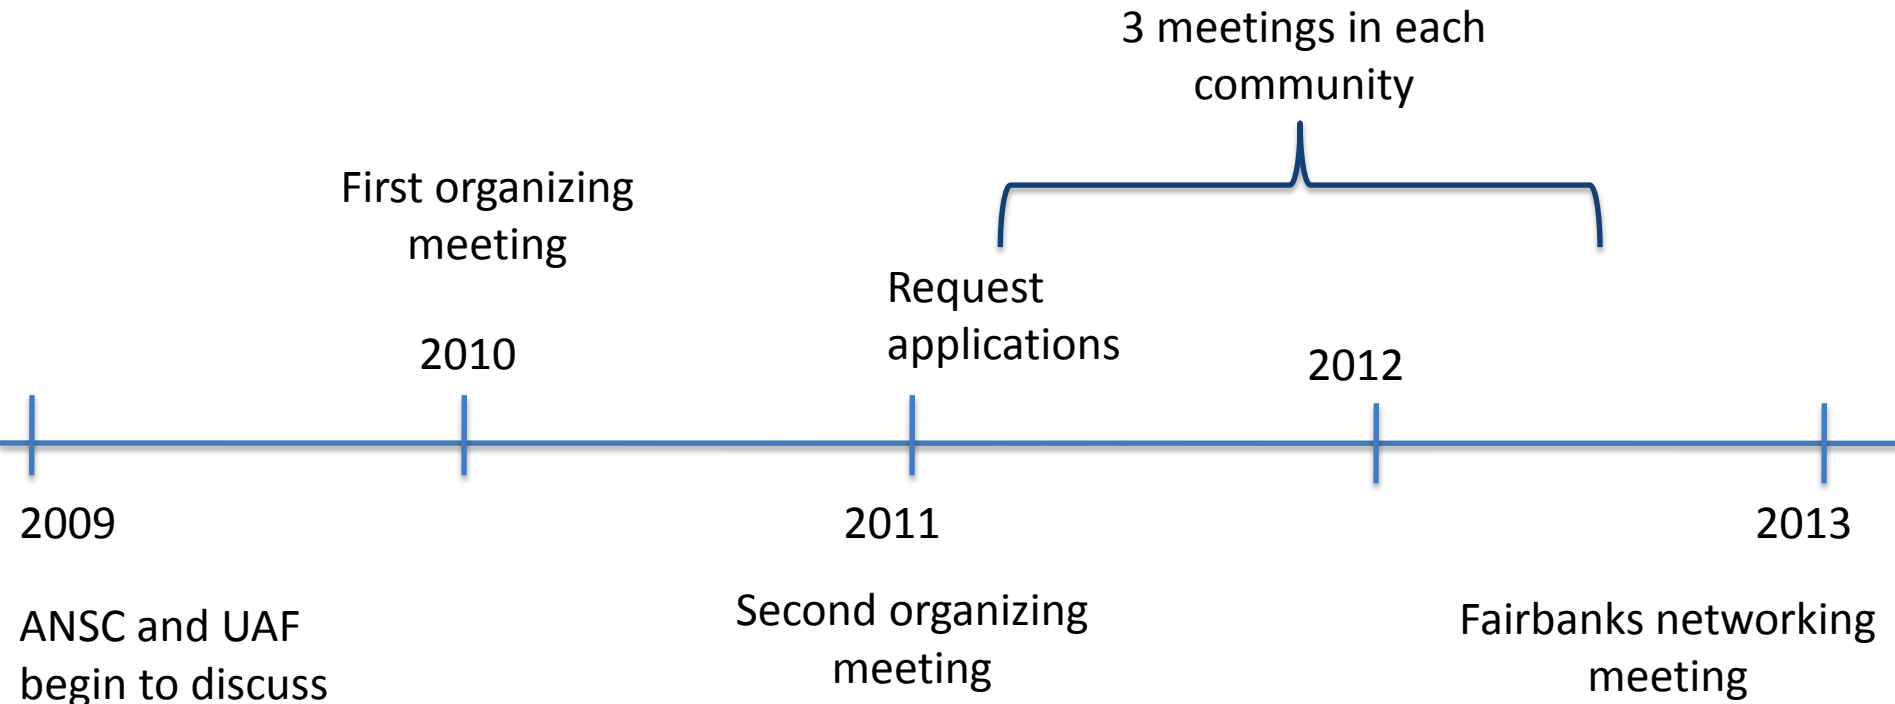 3 meetings in each
community
First organizing
meeting
Request
applications
2010
2012
2009
2011
2013
ANSC and UAF
begin to discuss
Second organizing
meeting
Fairbanks networking
meeting